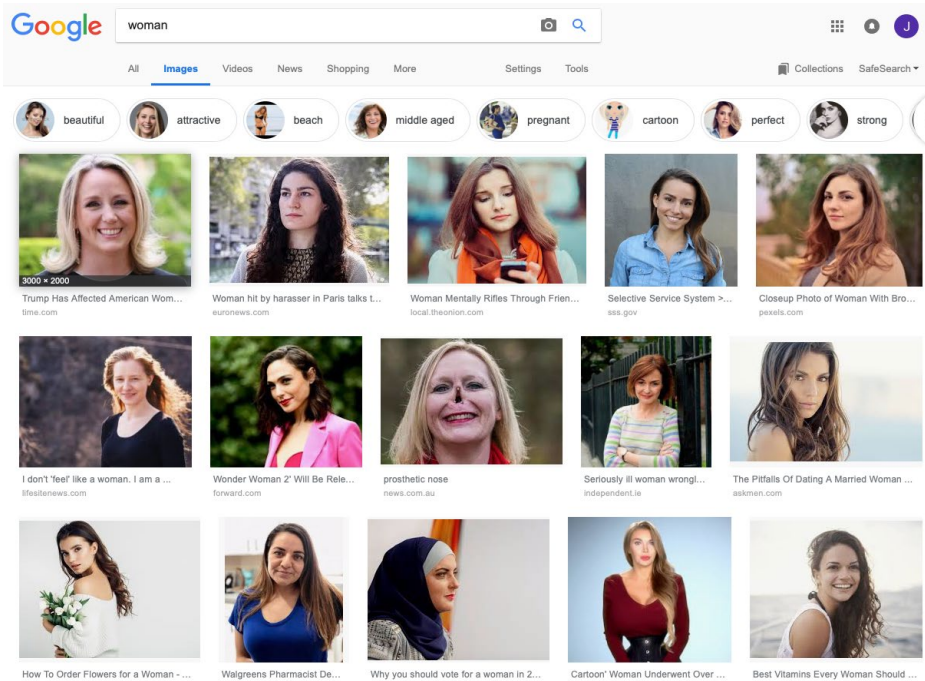 Google
woman
J
All Images Videos News Shopping More Settings Tools Collections SafeSearch
beautiful attractive beach middle aged pregnant cartoon perfect strong
3000 × 2000
Trump Has Affected American Wom... Woman hit by harasser in Paris talks t... Woman Mentally Rifles Through Frien... Selective Service System >... Closeup Photo of Woman With Bro...
time.com euronews.com local.theonion.com sss.gov pexels.com
I don't 'feel' like a woman. I am a ... Wonder Woman 2' Will Be Rele... prosthetic nose Seriously ill woman wrongl... The Pitfalls Of Dating A Married Woman ...
lifesitenews.com forward.com news.com.au independent.ie askmen.com
How To Order Flowers for a Woman - ... Walgreens Pharmacist De... Why you should vote for a woman in 2... Cartoon' Woman Underwent Over ... Best Vitamins Every Woman Should ...